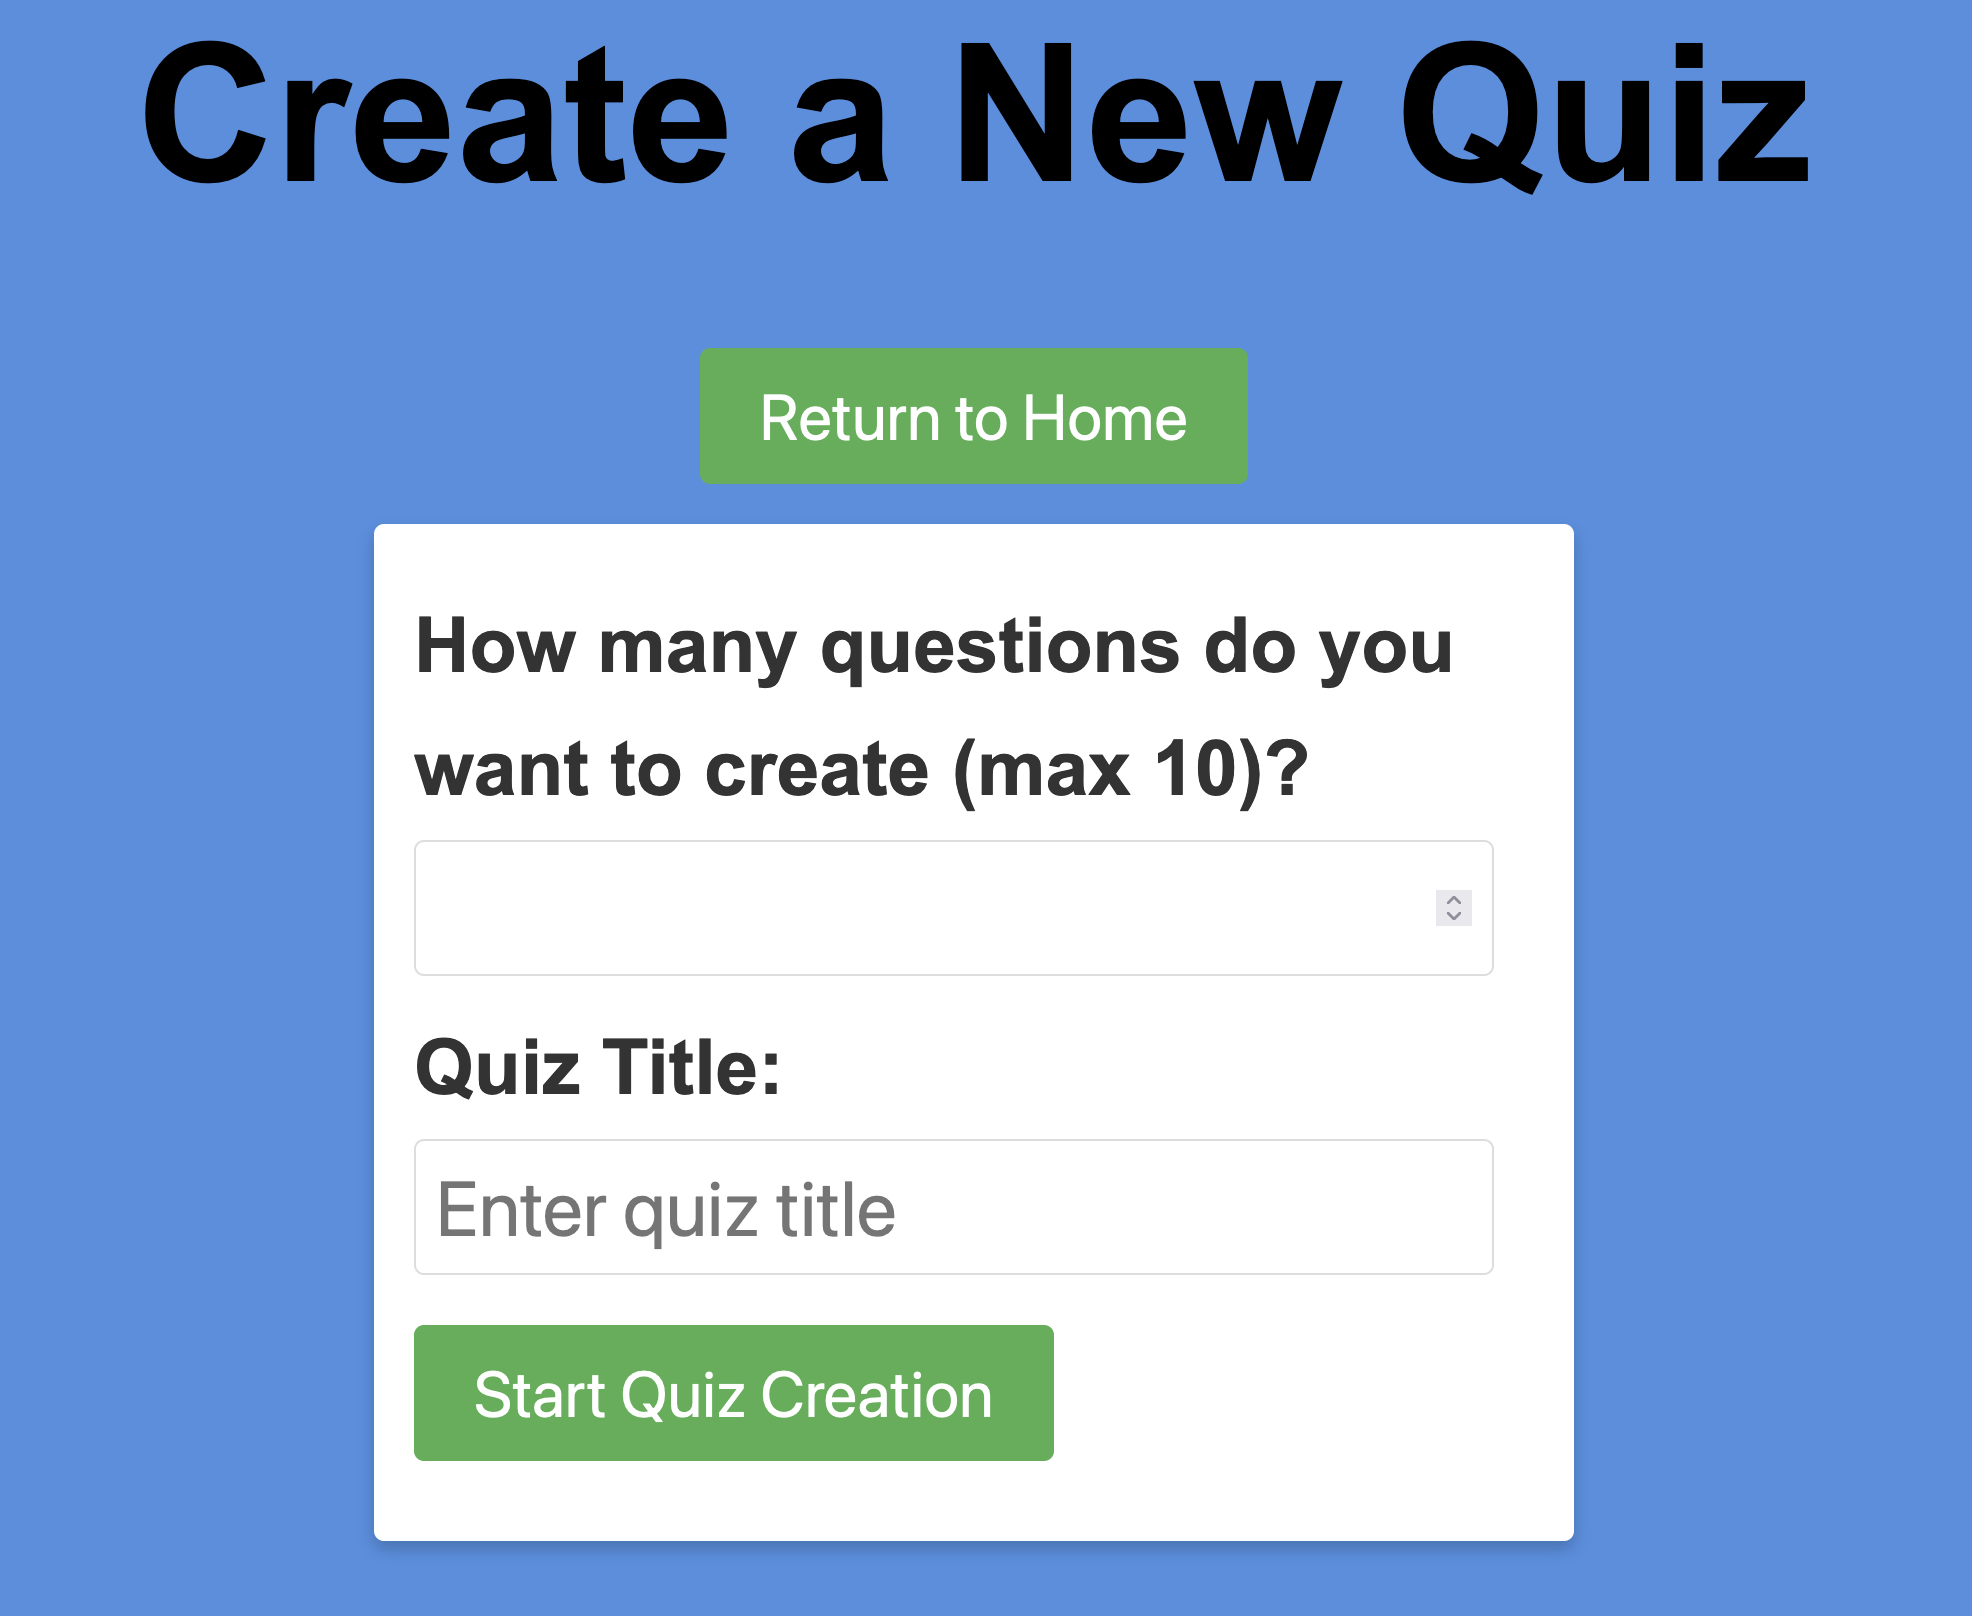 Create a New Quiz
Return to Home
How many questions do you
want to create (max 10)?
Quiz Title:
Enter quiz title
Start Quiz Creation